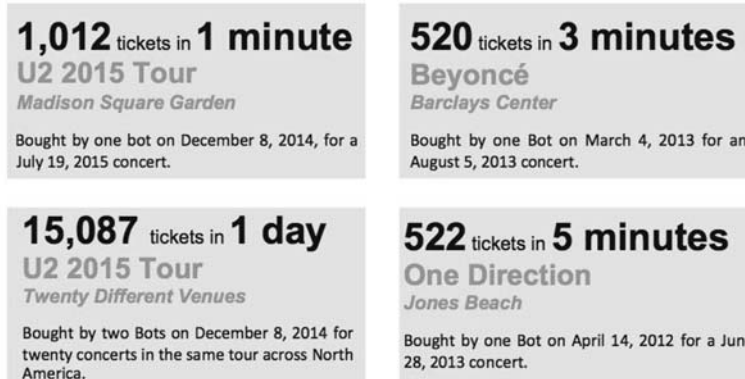 1,012 tickets in 1 minute
U2 2015 Tour
Madison Square Garden
Bought by one bot on December 8, 2014, for a
July 19, 2015 concert.
520 tickets in 3 minutes
Beyoncé
Barclays Center
Bought by one Bot on March 4, 2013 for an
August 5, 2013 concert.
15,087 tickets in 1 day
U2 2015 Tour
Twenty Different Venues
Bought by two Bots on December 8, 2014 for
twenty concerts in the same tour across North
America.
522 tickets in 5 minutes
One Direction
Jones Beach
Bought by one Bot on April 14, 2012 for a Jun
28, 2013 concert.